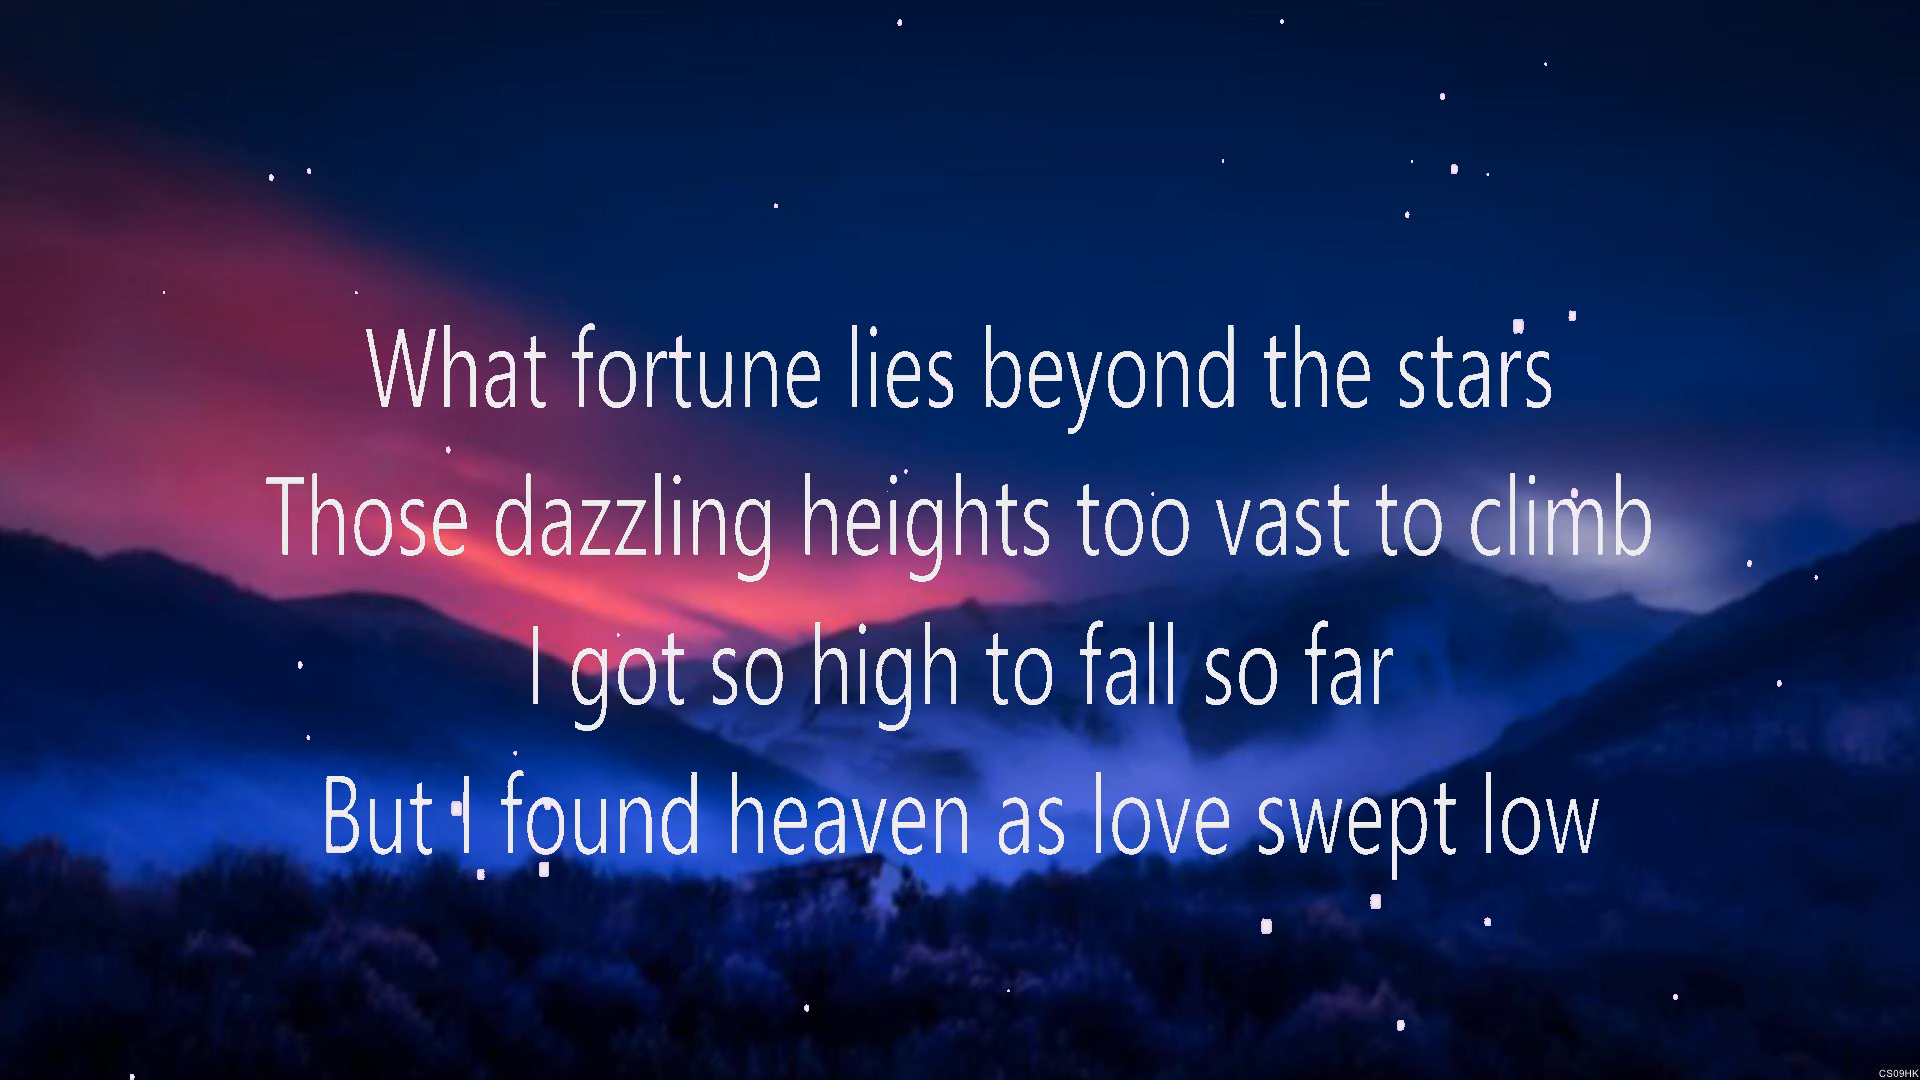 What fortune lies beyond the stars
Those dazzling heights too vast to climb
I got so high to fall so far
But I found heaven as love swept low
CS09HK